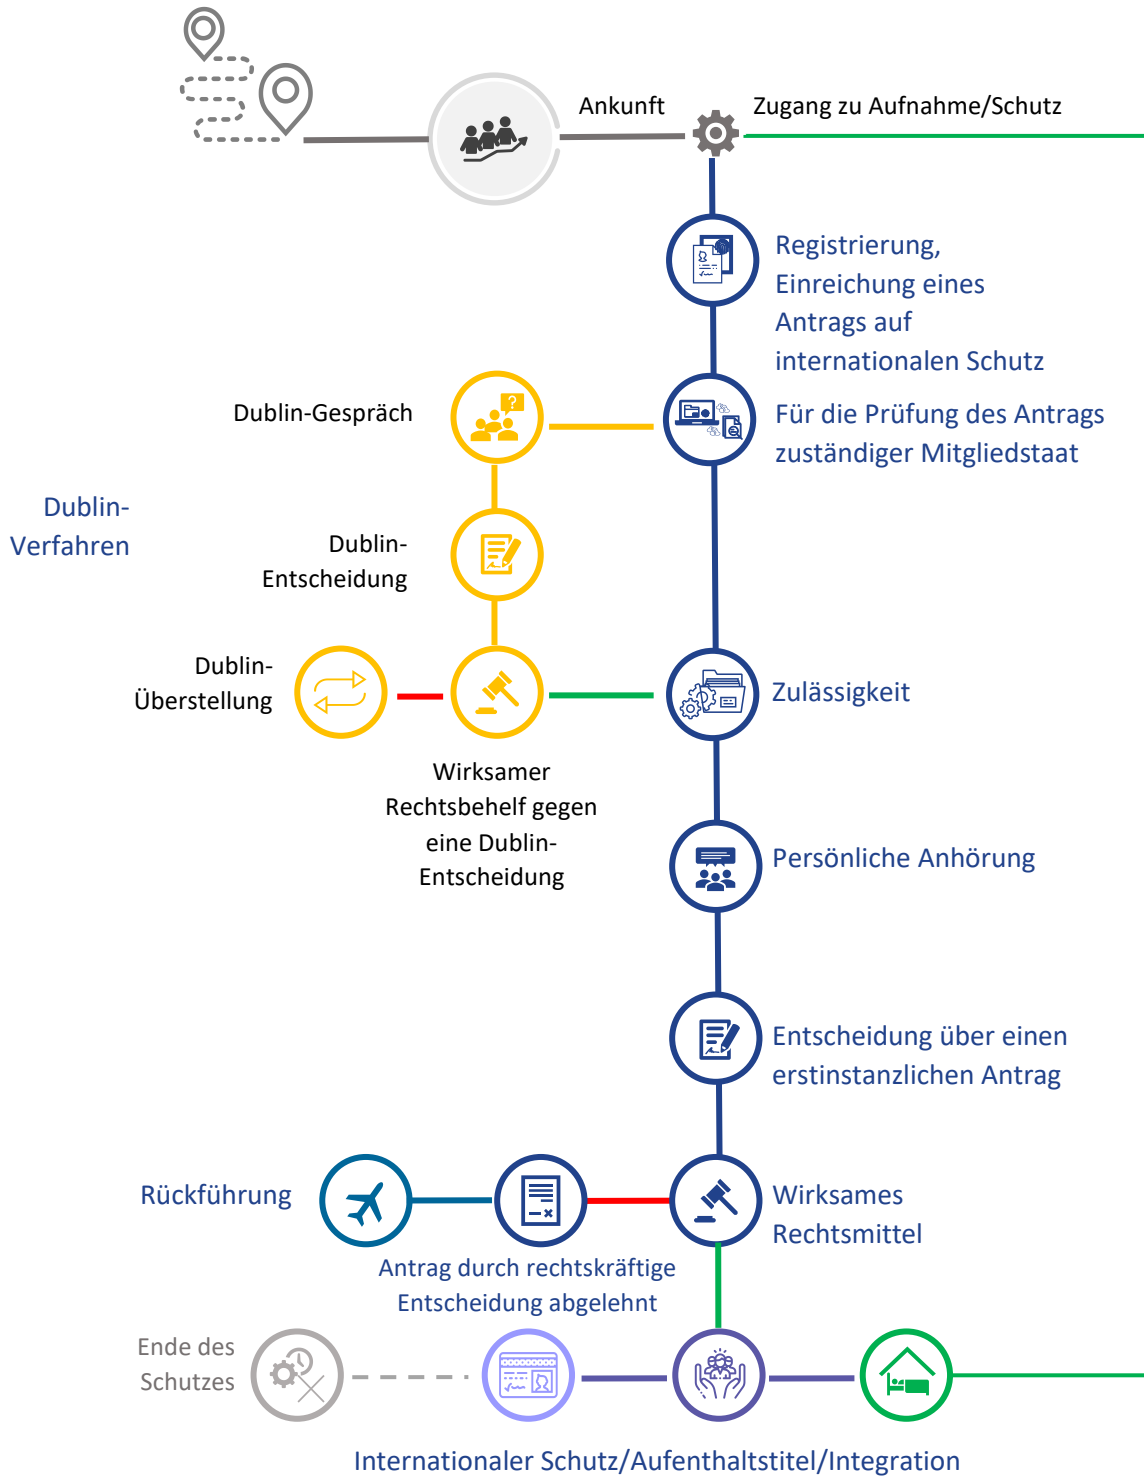 Ankunft
Zugang zu Aufnahme/Schutz
Registrierung,
Einreichung eines
Antrags auf
internationalen Schutz
Dublin-Gespräch
Für die Prüfung des Antrags
zuständiger Mitgliedstaat
Dublin-
Verfahren
Dublin-
Entscheidung
Dublin-
Überstellung
Zulässigkeit
Wirksamer
Rechtsbehelf gegen
eine Dublin-
Entscheidung
Persönliche Anhörung
Entscheidung über einen
erstinstanzlichen Antrag
Rückführung
Wirksames
Rechtsmittel
Antrag durch rechtskräftige
Entscheidung abgelehnt
Ende des
Schutzes
Internationaler Schutz/Aufenthaltstitel/Integration